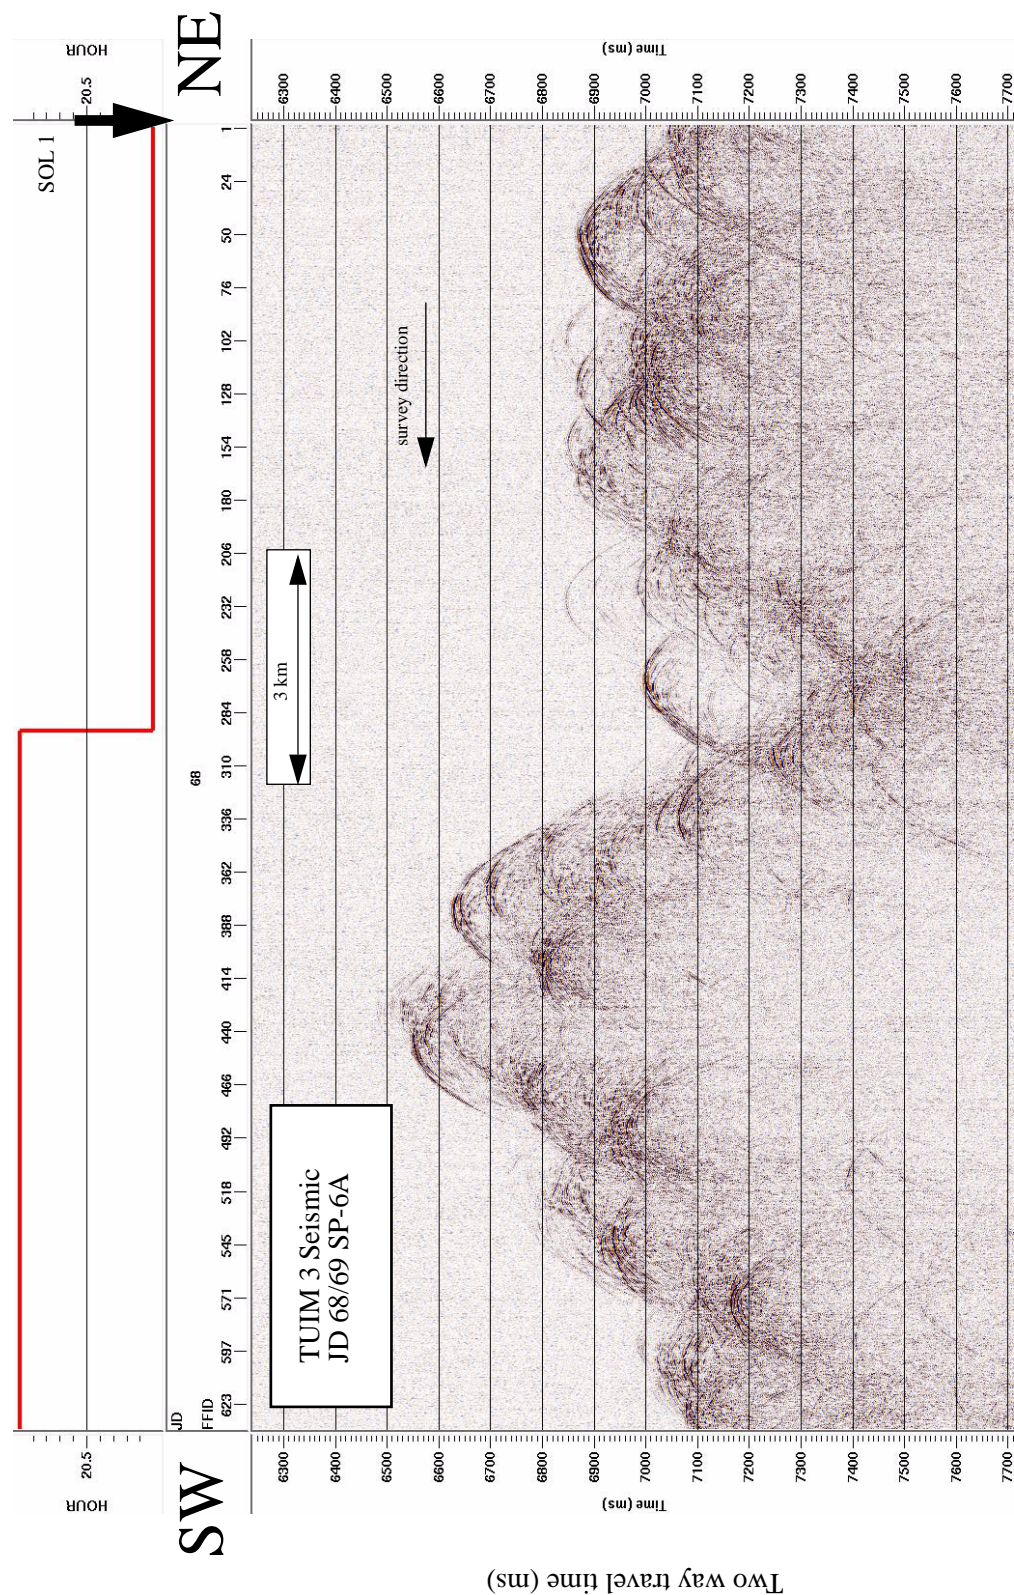 SW
NE
HOUR
20.5
HOUR
20.5
SOL 1
JD
68
FFID
623 597 571 545 518 492 466 440 414 388 362 336 310 284 258 232 206 180 154 128 102 76 50 24 1
TUIM 3 Seismic
JD 68/69 SP-6A
3 km
survey direction
Time (ms)
6300
6400
6500
6600
6700
6800
6900
7000
7100
7200
7300
7400
7500
7600
7700
Time (ms)
6300
6400
6500
6600
6700
6800
6900
7000
7100
7200
7300
7400
7500
7600
7700
Two way travel time (ms)